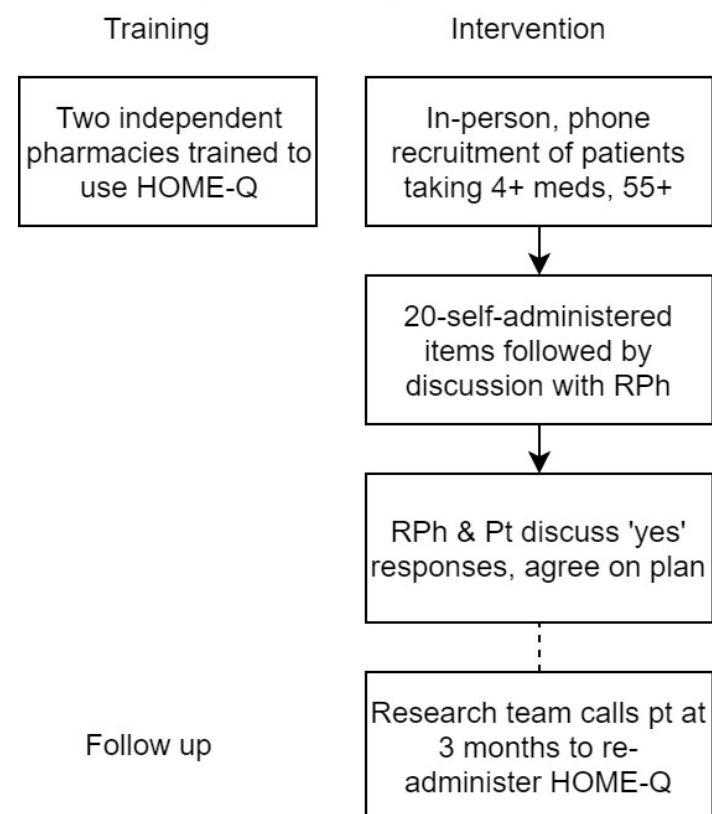 Training
Intervention
Two independent
pharmacies trained to
use HOME-Q
In-person, phone
recruitment of patients
taking 4+ meds, 55+
20-self-administered
items followed by
discussion with RPh
RPh & Pt discuss 'yes'
responses, agree on plan
Follow up
Research team calls pt at
3 months to re-
administer HOME-Q